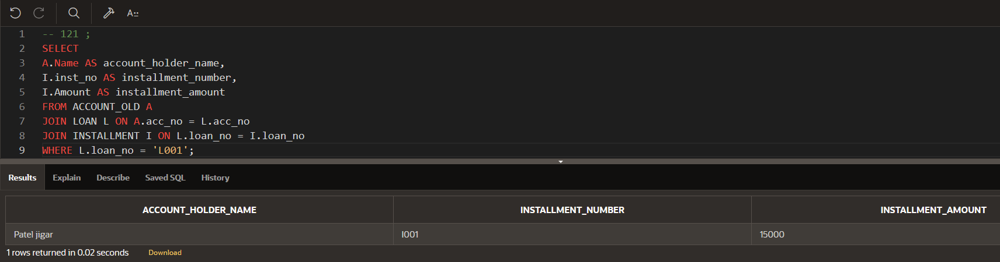 A
1 -- 121 ;
2 SELECT
3 A.Name AS account_holder_name,
4 I.inst_no AS installment_number,
5 I.Amount AS installment_amount
6 FROM ACCOUNT_OLD A
7 JOIN LOAN L ON A.acc_no = L.acc_no
8 JOIN INSTALLMENT I ON L.loan_no = I.loan_no
9 WHERE L.loan_no = 'L001';
Results Explain Describe Saved SQL History
ACCOUNT_HOLDER_NAME INSTALLMENT_NUMBER INSTALLMENT_AMOUNT
Patel jigar I001 15000
1 rows returned in 0.02 seconds Download